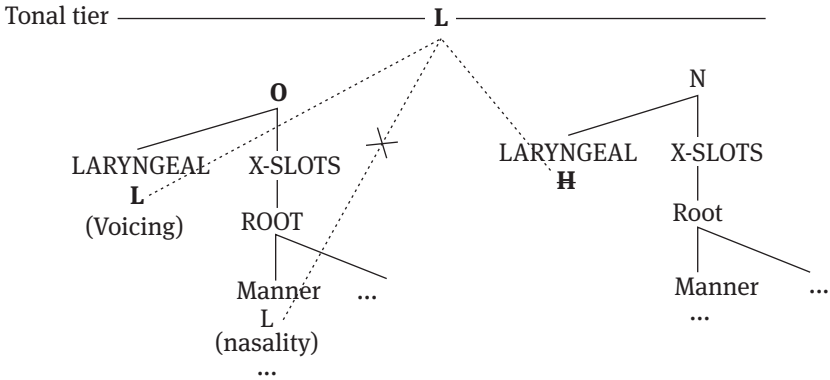 Tonal tier L
O N
LARYNGEAL X-SLOTS LARYNGEAL X-SLOTS
L H
(Voicing) ROOT Root
Manner ... Manner ...
L ...
(nasality)
...